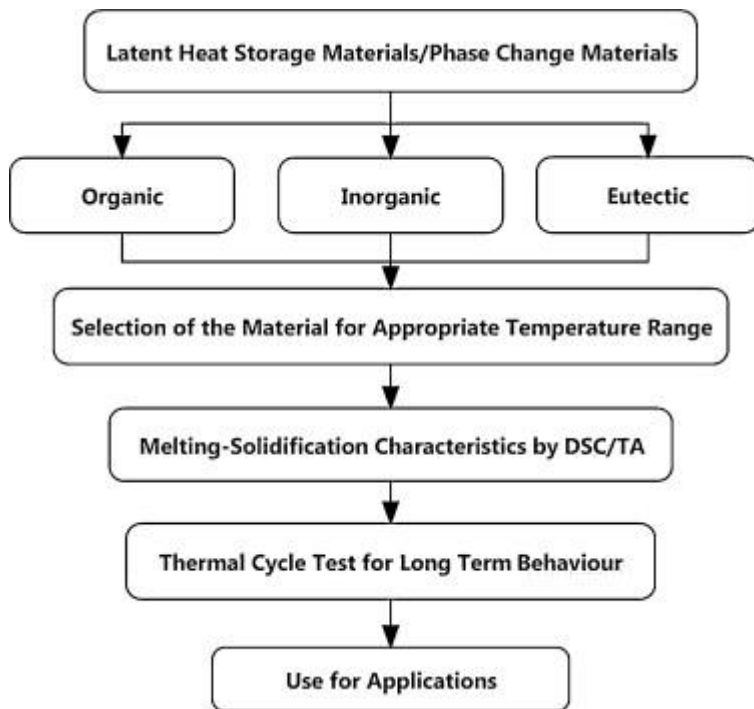 Latent Heat Storage Materials/Phase Change Materials
Organic
Inorganic
Eutectic
Selection of the Material for Appropriate Temperature Range
Melting-Solidification Characteristics by DSC/TA
Thermal Cycle Test for Long Term Behaviour
Use for Applications